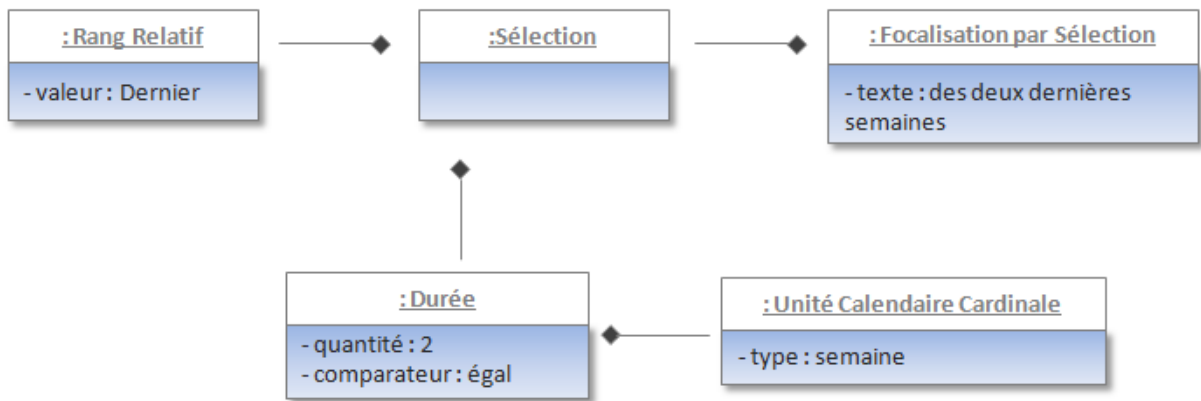 :Rang Relatif
- valeur : Dernier
:Sélection
:Focalisation par Sélection
- texte : des deux dernières
semaines
:Durée
- quantité : 2
- comparateur : égal
:Unité Calendaire Cardinale
- type : semaine